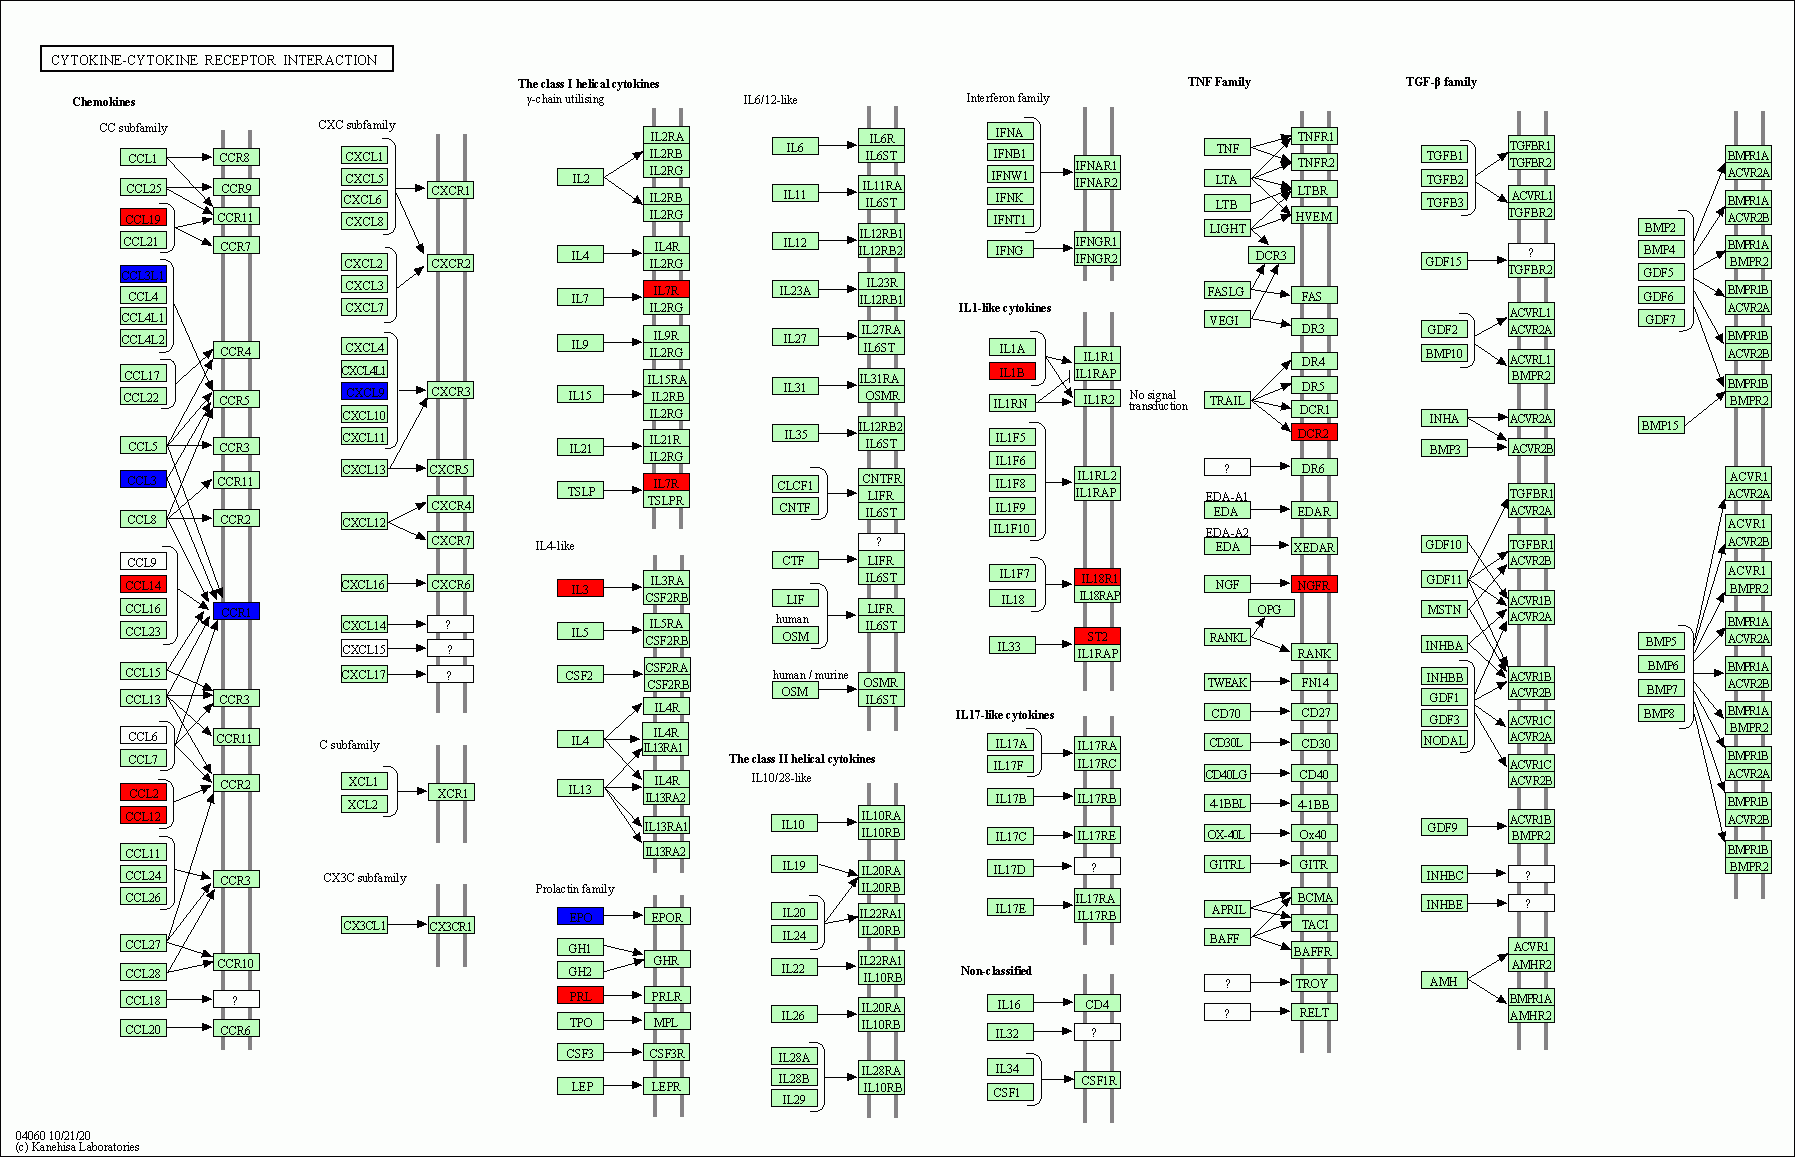 CYTOKINE-CYTOKINE RECEPTOR INTERACTION
Chemokines
CC subfamily
CCL1
CCR8
CCL25
CCR9
CCL19
CCR11
CCL21
CCR7
CCL4
CCL4L1
CCL4L2
CCR4
CCL17
CCL22
CCR5
CCL5
CCR3
CCL3
CCR11
CCL8
CCR2
CCL9
CCL14
CCL16
CCR1
CCL23
CCL15
CCL13
CCR3
CCL6
CCR11
CCL7
CCR2
CCL2
CCL12
CCL11
CCL24
CCR3
CCL26
CCL27
CCR10
CCL28
CCL18
?
CCL20
CCR6
CXC subfamily
CXCL1
CXCL5
CXCR1
CXCL6
CXCL8
CXCL2
CXCR2
CXCL3
CXCL7
CXCL4
CXCL4L1
CXCL9
CXCR3
CXCL10
CXCL11
CXCL13
CXCR5
CXCR4
CXCL12
CXCR7
CXCL16
CXCR6
CXCL14
?
CXCL15
?
CXCL17
?
C subfamily
XCL1
XCR1
XCL2
CX3C subfamily
CX3CL1
CX3CR1
The class I helical cytokines
γ-chain utilising
IL2RA
IL2RB
IL2RG
IL2
IL2RB
IL2RG
IL4
IL4R
IL2RG
IL7
IL7R
IL2RG
IL9
IL9R
IL2RG
IL15
IL15RA
IL2RB
IL2RG
IL21
IL21R
IL2RG
TSLP
IL7R
TSLPR
IL4-like
IL3
IL3RA
CSF2RB
IL5
IL5RA
CSF2RB
CSF2
CSF2RA
CSF2RB
IL4R
IL4
IL4R
IL13RA1
IL13
IL4R
IL13RA2
IL13RA1
IL13RA2
Prolactin family
EPO
EPOR
GH1
GH2
GHR
PRL
PRLR
TPO
MPL
CSF3
CSF3R
LEP
LEPR
IL6/12-like
IL6
IL6R
IL6ST
IL11
IL11RA
IL6ST
IL12
IL12RB1
IL12RB2
IL23A
IL23R
IL12RB1
IL27
IL27RA
IL6ST
IL31
IL31RA
OSMR
IL35
IL12RB2
IL6ST
CLCF1
CNTF
CNTFR
LIFR
IL6ST
CTF
?
LIFR
IL6ST
LIF
human
OSM
LIFR
IL6ST
human / murine
OSM
OSMR
IL6ST
The class II helical cytokines
IL10/28-like
IL10
IL10RA
IL10RB
IL19
IL20RA
IL20RB
IL20
IL24
IL22RA1
IL20RB
IL22
IL22RA1
IL10RB
IL26
IL20RA
IL10RB
IL28A
IL28B
IL29
IL28RA
IL10RB
Interferon family
IFNA
IFNB1
IFNW1
IFNK
IFNT1
IFNAR1
IFNAR2
IFNG
IFNGR1
IFNGR2
IL1-like cytokines
IL1A
IL1B
IL1R1
IL1RAP
IL1RN
IL1R2
No signal
transduction
IL1F5
IL1F6
IL1F8
IL1F9
IL1F10
IL1RL2
IL1RAP
IL1F7
IL18
IL18R1
IL18RAP
IL33
ST2
IL1RAP
IL17-like cytokines
IL17A
IL17F
IL17RA
IL17RC
IL17B
IL17RB
IL17C
IL17RE
IL17D
?
IL17E
IL17RA
IL17RB
Non-classified
IL16
CD4
IL32
?
IL34
CSF1
CSF1R
TNF Family
TNF
TNFR1
LTA
TNFR2
LTB
LTBR
LIGHT
HVEM
DCR3
FASLG
FAS
VEGI
DR3
DR4
DR5
TRAIL
DCR1
DCR2
?
DR6
EDA-A1
EDA
EDAR
EDA-A2
EDA
XEDAR
NGF
NGFR
OPG
RANKL
RANK
TWEAK
FN14
CD70
CD27
CD30L
CD30
CD40LG
CD40
4-1BBL
4-1BB
OX-40L
Ox40
GITRL
GITR
BCMA
APRIL
TACI
BAFF
BAFFR
?
TROY
?
RELT
TGF-β family
TGFB1
TGFB2
TGFB3
TGFBR1
TGFBR2
ACVRL1
TGFBR2
GDF15
?
TGFBR2
GDF2
BMP10
ACVRL1
ACVR2A
ACVRL1
BMPR2
INHA
ACVR2A
BMP3
ACVR2B
TGFBR1
ACVR2A
GDF10
TGFBR1
ACVR2B
GDF11
MSTN
ACVR1B
ACVR2A
INHBA
INHBB
ACVR1B
ACVR2B
GDF1
GDF3
ACVR1C
ACVR2A
NODAL
ACVR1C
ACVR2B
GDF9
ACVR1B
BMPR2
INHBC
?
INHBE
?
AMH
ACVR1
AMHR2
BMPR1A
AMHR2
BMP2
BMP4
GDF5
GDF6
GDF7
BMPR1A
ACVR2A
BMPR1A
ACVR2B
BMPR1A
BMPR2
BMPR1B
ACVR2A
BMPR1B
ACVR2B
BMPR1B
BMPR2
BMP15
BMP5
BMP6
BMP7
BMP8
ACVR1
ACVR2A
ACVR1
ACVR2B
ACVR1
BMPR2
BMPR1A
ACVR2A
BMPR1A
ACVR2B
BMPR1A
BMPR2
BMPR1B
ACVR2A
BMPR1B
ACVR2B
BMPR1B
BMPR2
04060 10/21/20
(c) Kanehisa Laboratories